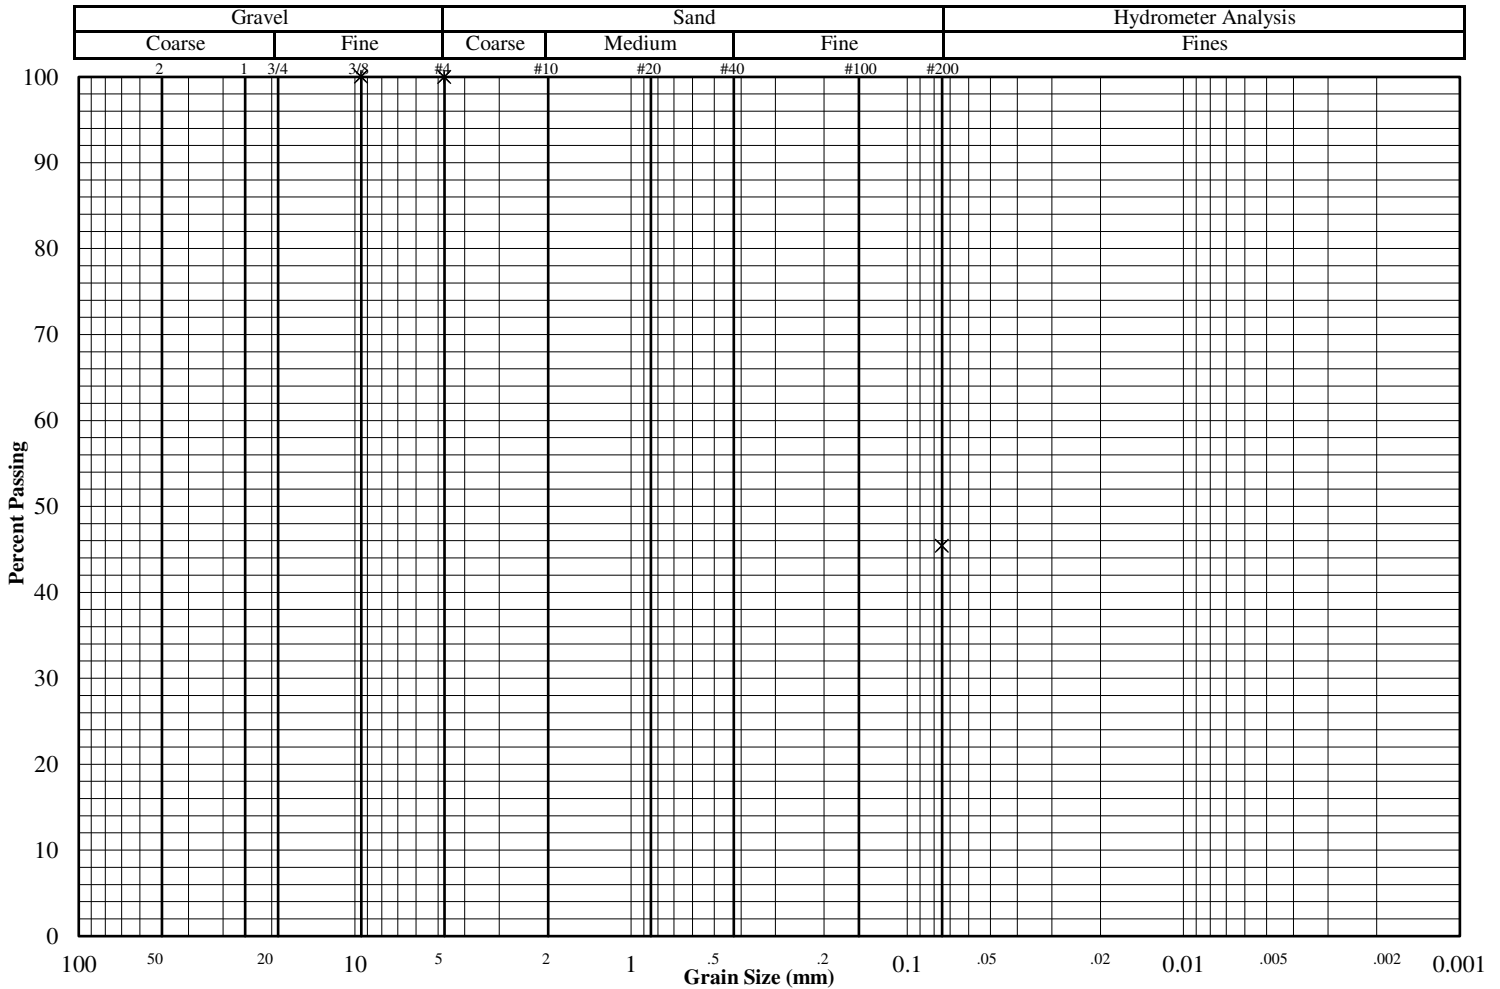 Gravel Sand Hydrometer Analysis
Coarse Fine Coarse Medium Fine Fines
2 1 3/4 3/8 #4 #10 #20 #40 #100 #200
100
90
80
70
60
50
40
30
20
10
0
Percent Passing
100 50 20 10 5 2 1 .5 .2 0.1 .05 .02 0.01 .005 .002 0.001
Grain Size (mm)